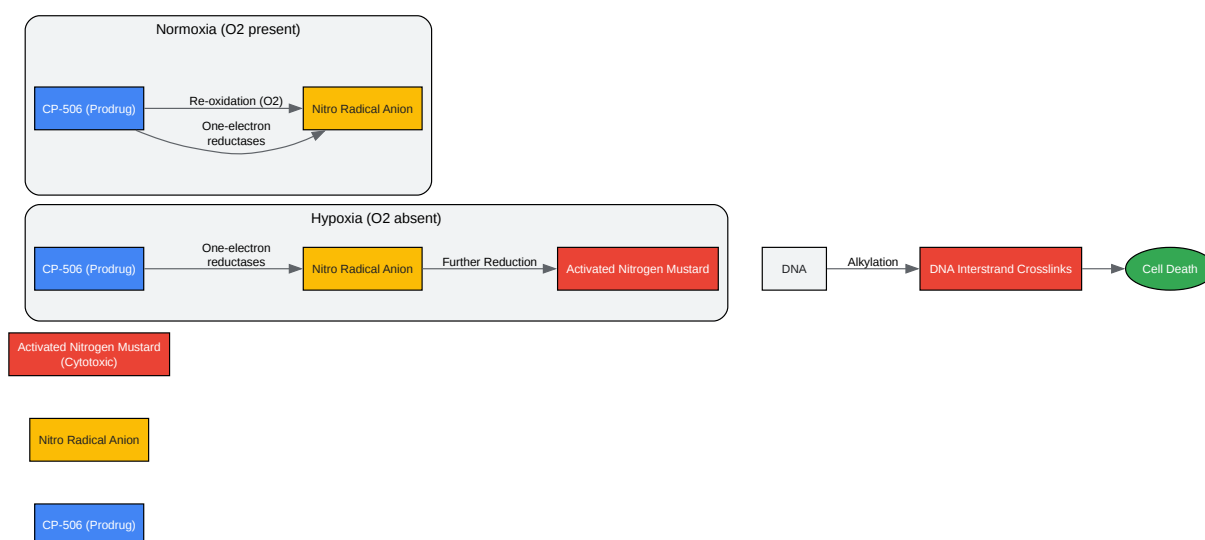 Normoxia (O2 present)
CP-506 (Prodrug)
Re-oxidation (O2)
One-electron
reductases
Nitro Radical Anion
Hypoxia (O2 absent)
CP-506 (Prodrug)
One-electron
reductases
Nitro Radical Anion
Further Reduction
Activated Nitrogen Mustard
DNA
Alkylation
DNA Interstrand Crosslinks
Cell Death
Activated Nitrogen Mustard
(Cytotoxic)
Nitro Radical Anion
CP-506 (Prodrug)